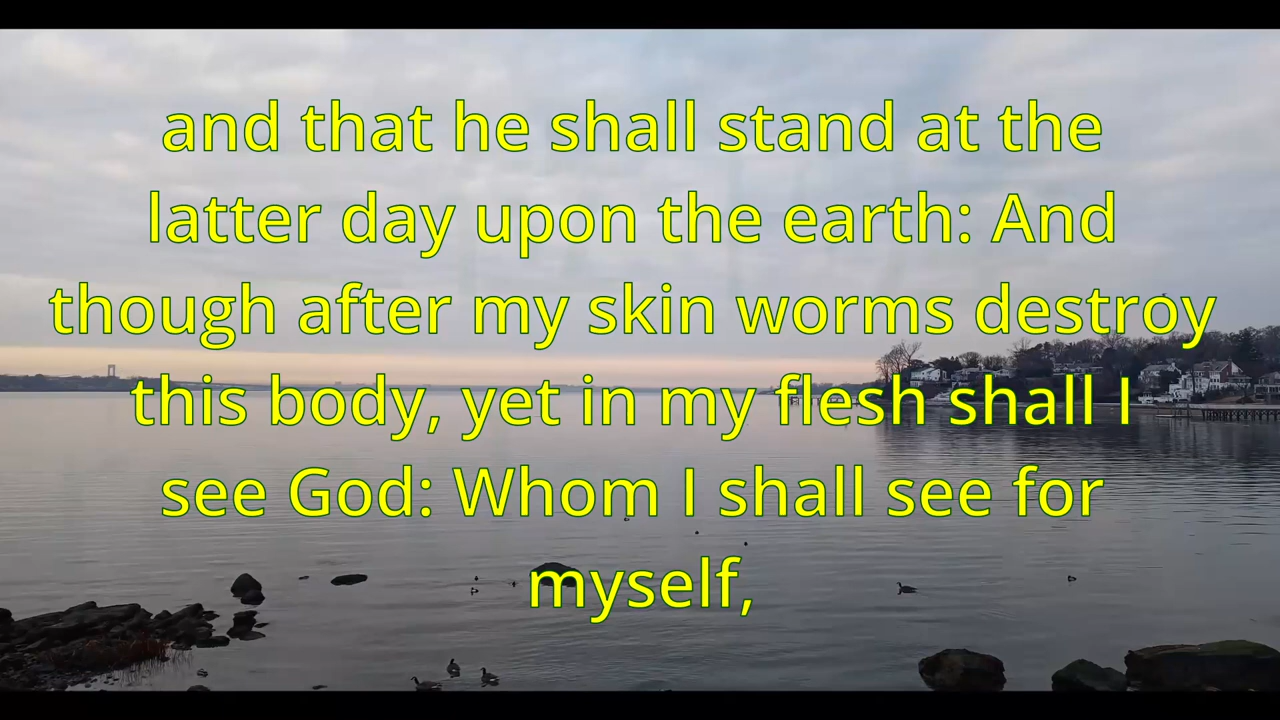 and that he shall stand at the
latter day upon the earth: And
though after my skin worms destroy
this body, yet in my flesh shall I
see God: Whom I shall see for
myself,